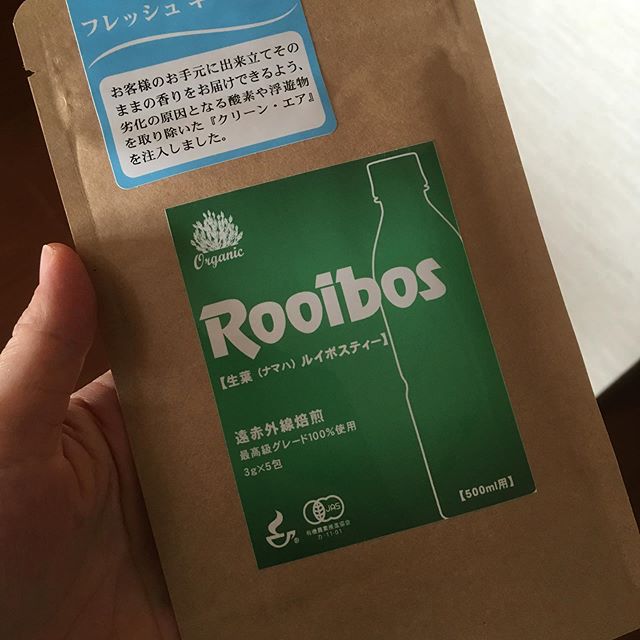 フレッシュ キ
お客様のお手元に出来立てその
ままの香りをお届けできるよう、
劣化の原因となる酸素や浮遊物
を取り除いた『クリーン・エア』
を注入しました。
Organic
Rooibos
【生葉（ナマハ）ルイボスティー】
遠赤外線焙煎
最高級グレード100%使用
3g×5包
JAS
【500ml用】